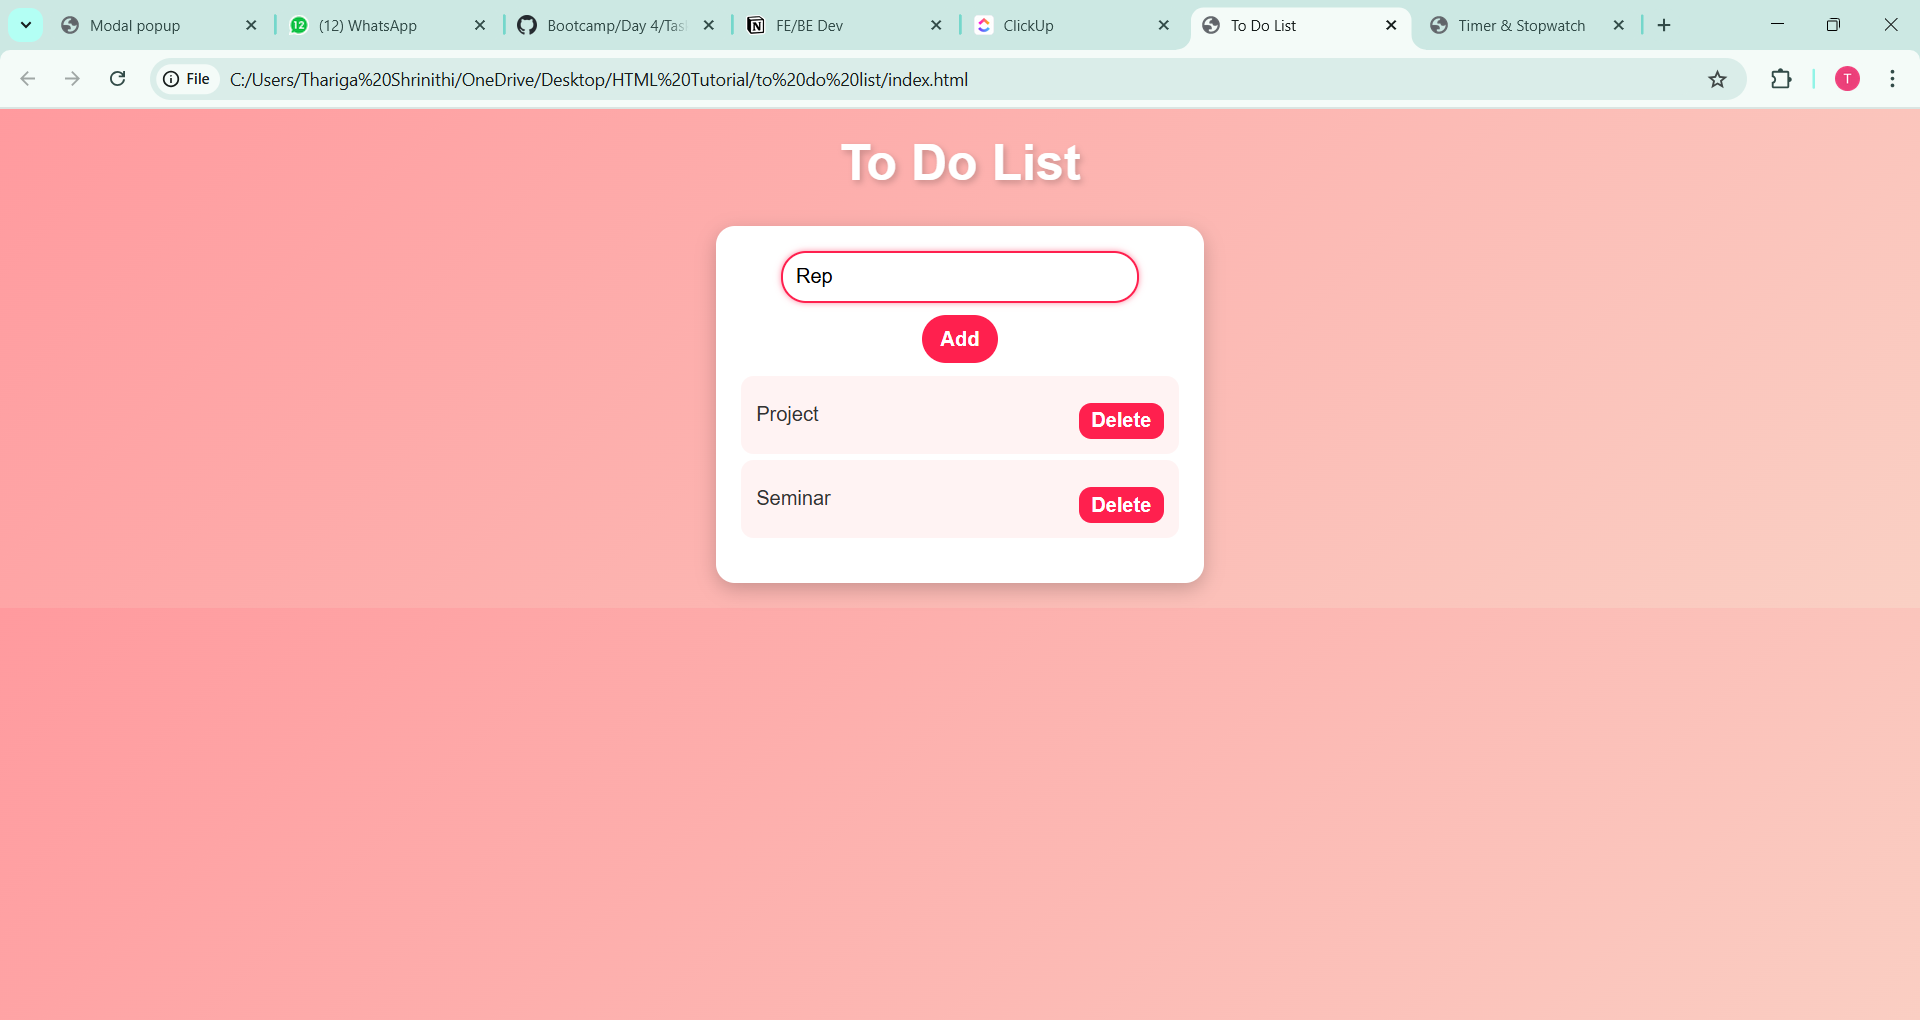 Modal popup
12
(12) WhatsApp
Bootcamp/Day 4/Tas
FE/BE Dev
ClickUp
To Do List
Timer & Stopwatch
File
C:/Users/Thariga%20Shrinithi/OneDrive/Desktop/HTML%20Tutorial/to%20do%20list/index.html
T
To Do List
Rep
Add
Project
Delete
Seminar
Delete